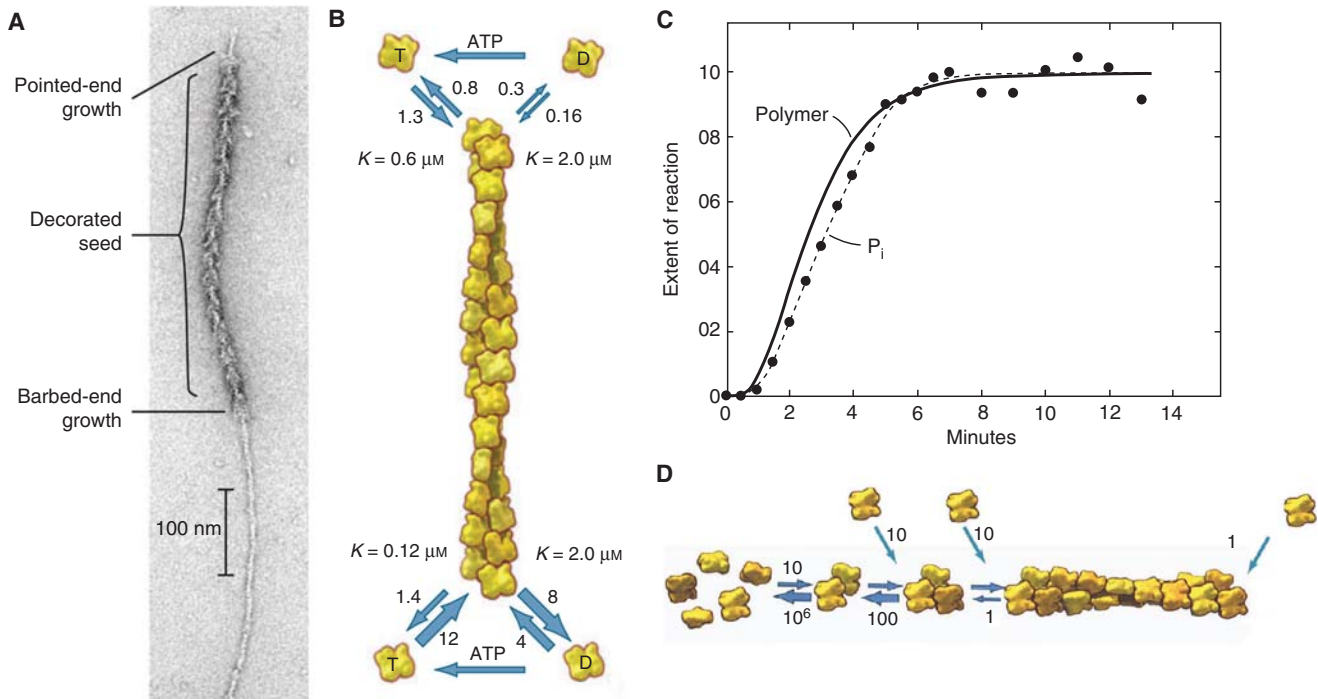 A
Pointed-end
growth
Decorated
seed
Barbed-end
growth
100 nm
B
T
ATP
D
0.8
0.3
1.3
0.16
K = 0.6 μM
K = 2.0 μM
K = 0.12 μM
K = 2.0 μM
1.4
8
12
4
T
ATP
D
C
Extent of reaction
10
08
06
04
02
0
Polymer
Pi
0 2 4 6 8 10 12 14
Minutes
D
10
10
1
10
10⁶
100
1